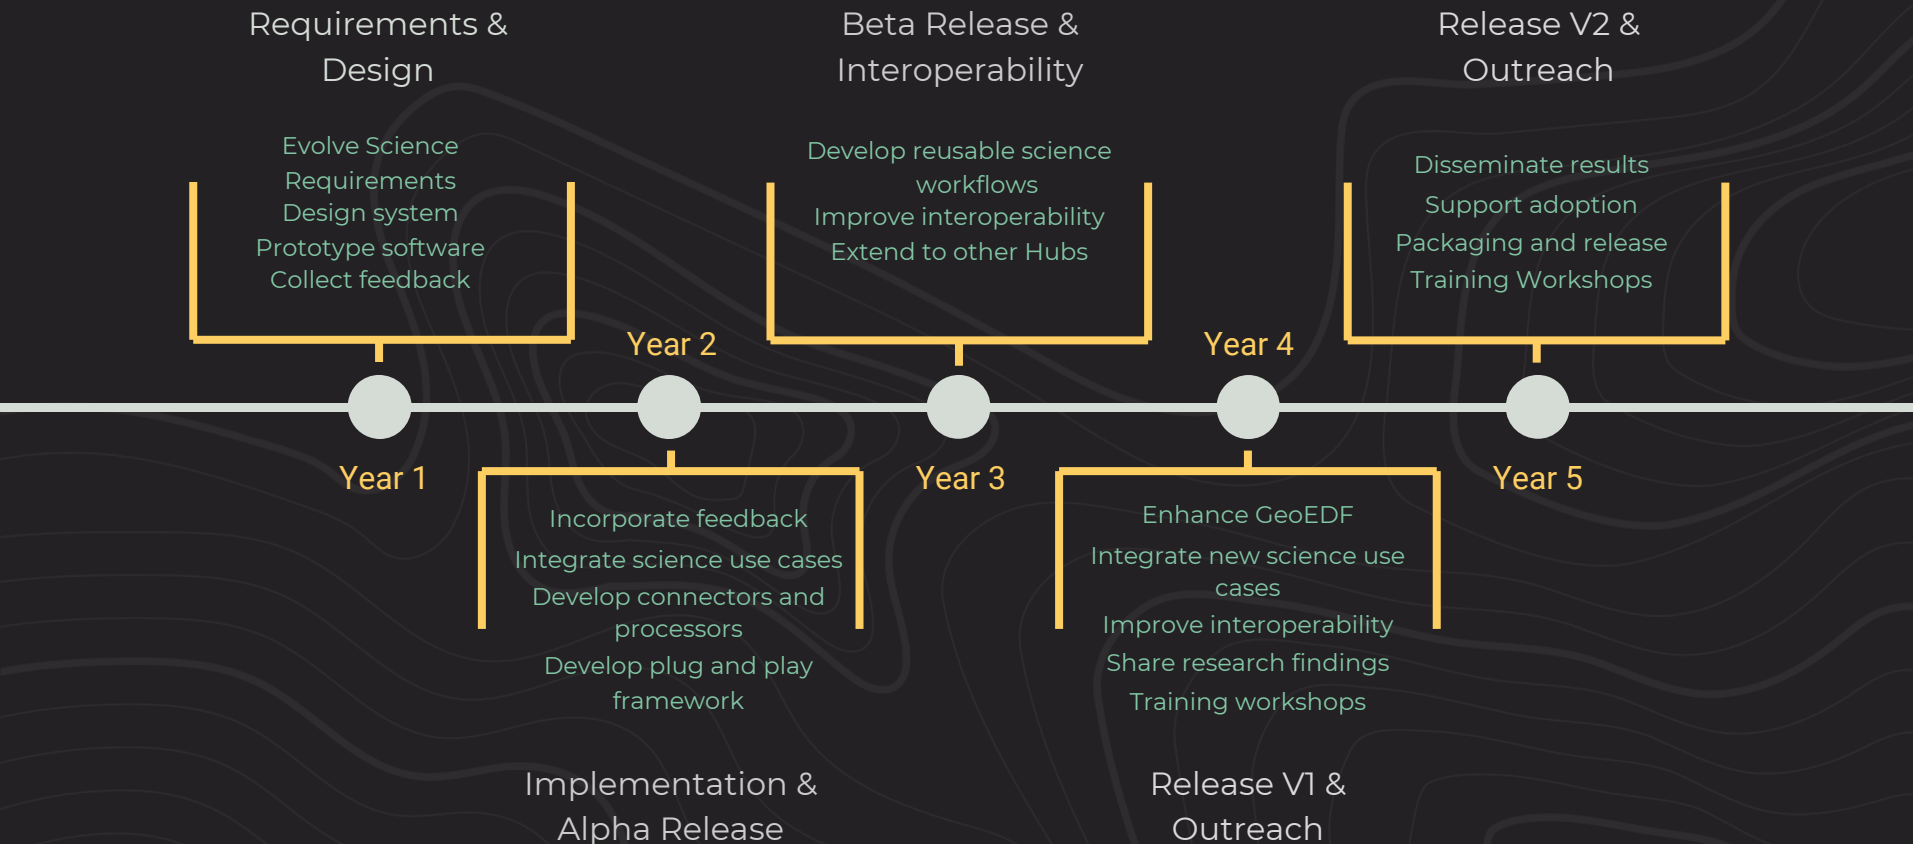 Requirements &
Design
Evolve Science
Requirements
Design system
Prototype software
Collect feedback
Year 1
Year 2
Incorporate feedback
Integrate science use cases
Develop connectors and
processors
Develop plug and play
framework
Implementation &
Alpha Release
Beta Release &
Interoperability
Develop reusable science
workflows
Improve interoperability
Extend to other Hubs
Year 3
Year 4
Enhance GeoEDF
Integrate new science use
cases
Improve interoperability
Share research findings
Training workshops
Release V1 &
Outreach
Release V2 &
Outreach
Disseminate results
Support adoption
Packaging and release
Training Workshops
Year 5